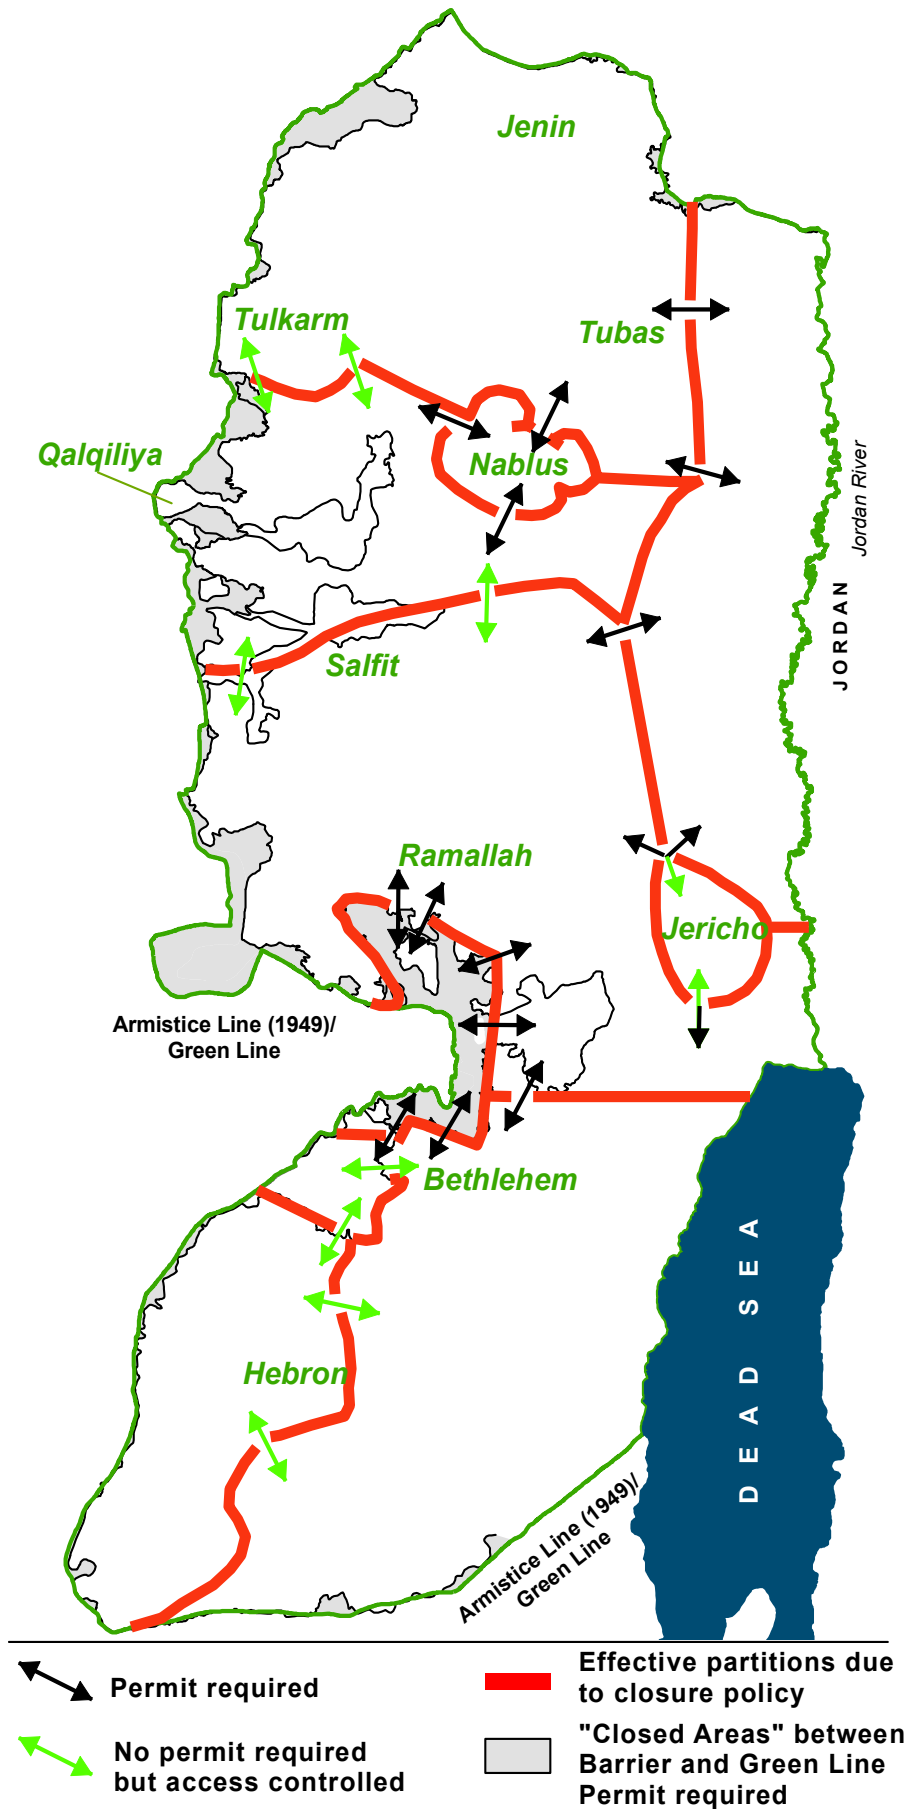 Jenin
Tulkarm
Tubas
Qalqiliya
Nablus
Jordan River
JORDAN
Salfit
Ramallah
Jericho
Armistice Line (1949)/
Green Line
Bethlehem
DEAD SEA
Hebron
Armistice Line (1949)/
Green Line
Permit required
No permit required
but access controlled
Effective partitions due
to closure policy
"Closed Areas" between
Barrier and Green Line
Permit required